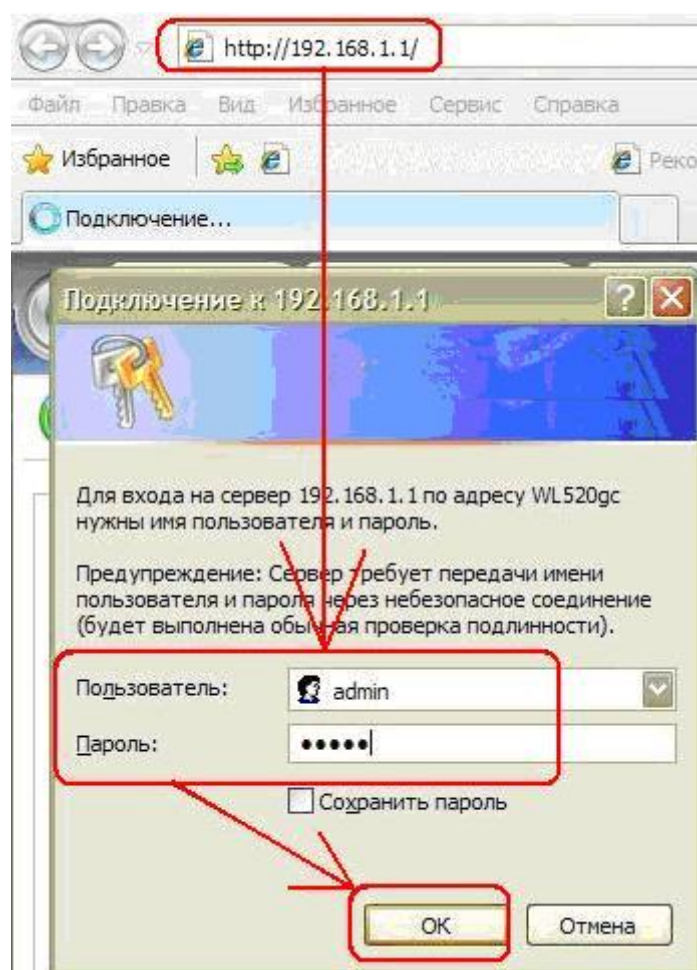 http://192.168.1.1/
Файл Правка Вид Избранное Сервис Справка
Избранное Реко
Подключение...
Подключение к 192.168.1.1
Для входа на сервер 192.168.1.1 по адресу WL520gc
нужны имя пользователя и пароль.
Предупреждение: Сервер требует передачи имени
пользователя и пароля через небезопасное соединение
(будет выполнена обычная проверка подлинности).
Пользователь: admin
Пароль: •••••
Сохранить пароль
ОК Отмена